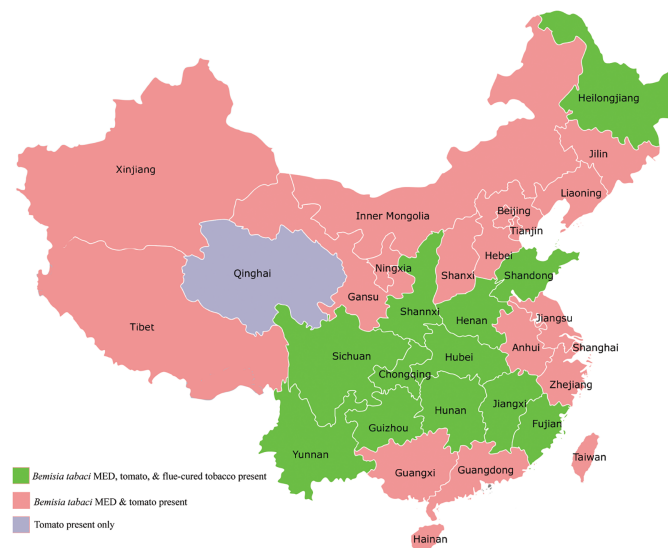 Heilongjiang
Jilin
Xinjiang
Liaoning
Beijing
Inner Mongolia
Tianjin
Hebei
Ningxia
Qinghai
Shanxi
Shandong
Gansu
Shannxi
Jiangsu
Henan
Tibet
Anhui
Shanghai
Sichuan
Hubei
Chongqing
Zhejiang
Jiangxi
Hunan
Fujian
Guizhou
Yunnan
Taiwan
Guangxi
Guangdong
Hainan
Bemisia tabaci MED, tomato, & flue-cured tobacco present
Bemisia tabaci MED & tomato present
Tomato present only